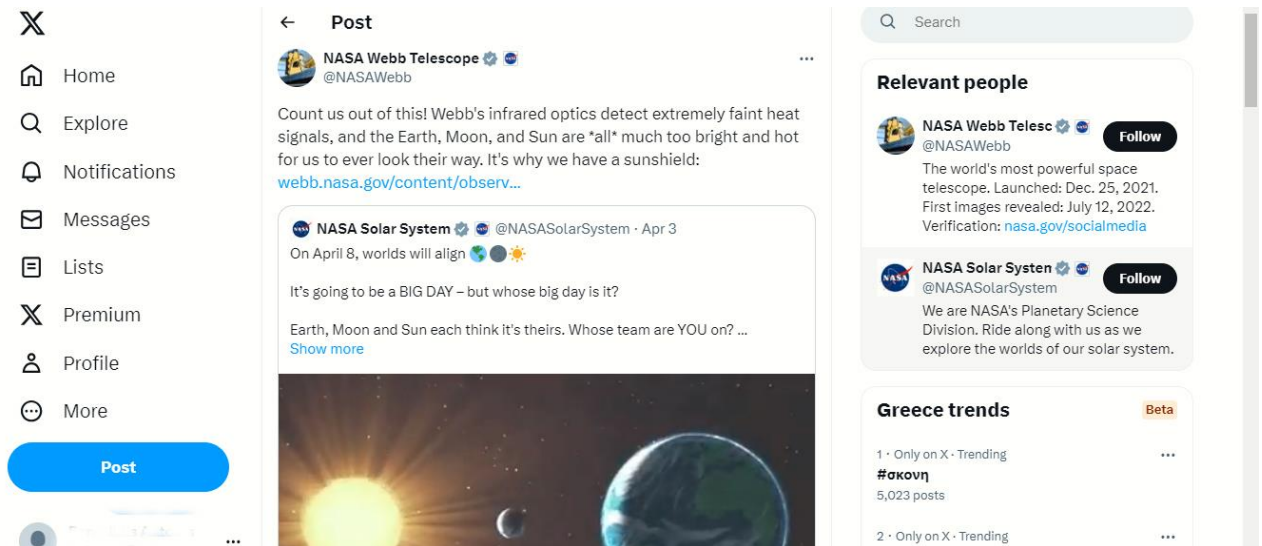 Home
Explore
Notifications
Messages
Lists
Premium
Profile
More
Post
Post
NASA Webb Telescope
@NASAWebb
Count us out of this! Webb's infrared optics detect extremely faint heat
signals, and the Earth, Moon, and Sun are *all* much too bright and hot
for us to ever look their way. It's why we have a sunshield:
webb.nasa.gov/content/observ...
NASA Solar System @NASASolarSystem · Apr 3
On April 8, worlds will align 🌎🌑☀️
It's going to be a BIG DAY – but whose big day is it?
Earth, Moon and Sun each think it's theirs. Whose team are YOU on? ...
Show more
Search
Relevant people
NASA Webb Telesc
@NASAWebb
Follow
The world's most powerful space
telescope. Launched: Dec. 25, 2021.
First images revealed: July 12, 2022.
Verification: nasa.gov/socialmedia
NASA
NASA Solar System
@NASASolarSystem
Follow
We are NASA's Planetary Science
Division. Ride along with us as we
explore the worlds of our solar system.
Greece trends
Beta
1 · Only on X · Trending
#σκονη
5,023 posts
2 · Only on X · Trending